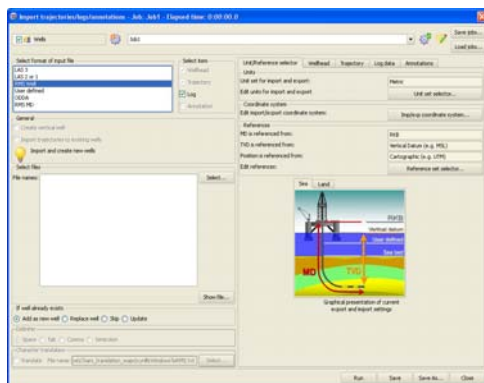 Import trajectories/logs/annotations - Job: Job1 - Elapsed time: 0:00:00.0
Wells
Job1
Save jobs...
Load jobs...
Select format of input file
LAS 3
LAS 2 or 1
RMS well
User defined
ODDA
RMS MD
Select item
Wellhead
Trajectory
Log
Annotation
General
Create vertical well
Import trajectories to existing wells
Import and create new wells
Select files
File names:
Select...
Show file...
If well already exists
Add as new well
Replace well
Skip
Update
Columns
Space
Tab
Comma
Semicolon
Character translation
Translate
File name
Select...
Unit/Reference selector
Wellhead
Trajectory
Log data
Annotations
Units
Unit set for import and export:
Metric
Edit units for import and export:
Unit set selector...
Coordinate system
Edit import/export coordinate system:
Imp/exp coordinate system...
References
MD is referenced from:
RKB
TVD is referenced from:
Vertical Datum (e.g. MSL)
Position is referenced from:
Cartographic (e.g. UTM)
Edit references:
Reference set selector...
Sea
Land
Vertical datum
User defined
Sea bed
MD
TVD
Graphical presentation of current
export and import settings
Run
Save
Save As...
Close